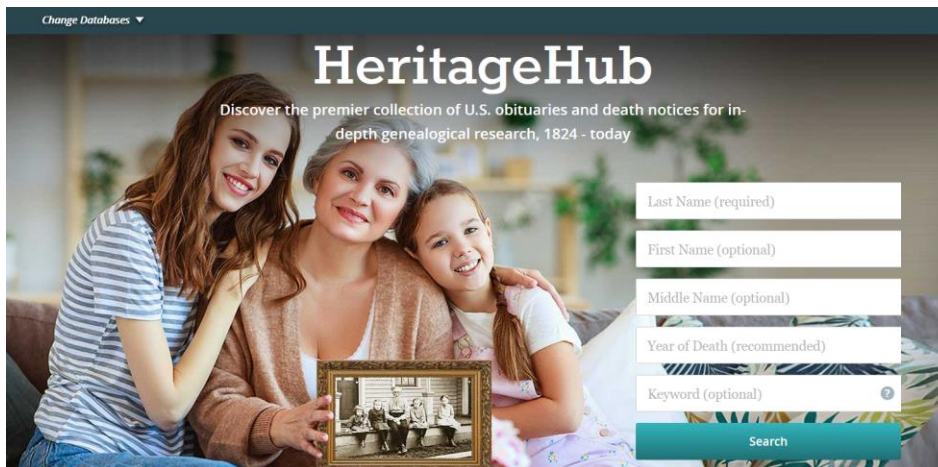 Change Databases ▼
HeritageHub
Discover the premier collection of U.S. obituaries and death notices for in-
depth genealogical research, 1824 - today
Last Name (required)
First Name (optional)
Middle Name (optional)
Year of Death (recommended)
Keyword (optional) ?
Search